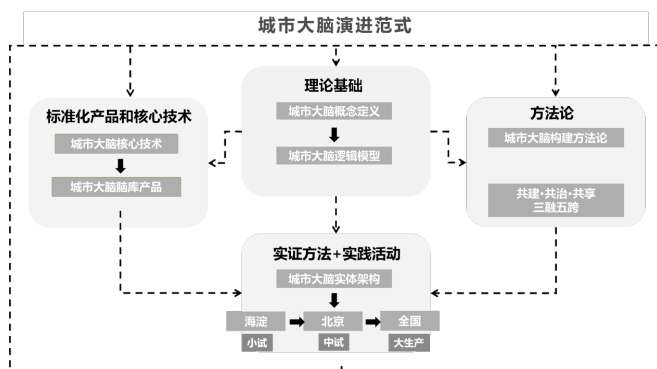 城市大脑演进范式
理论基础
城市大脑概念定义
城市大脑逻辑模型
标准化产品和核心技术
城市大脑核心技术
城市大脑脑库产品
方法论
城市大脑构建方法论
共建·共治·共享
三融五跨
实证方法+实践活动
城市大脑实体架构
海淀
北京
全国
小试
中试
大生产